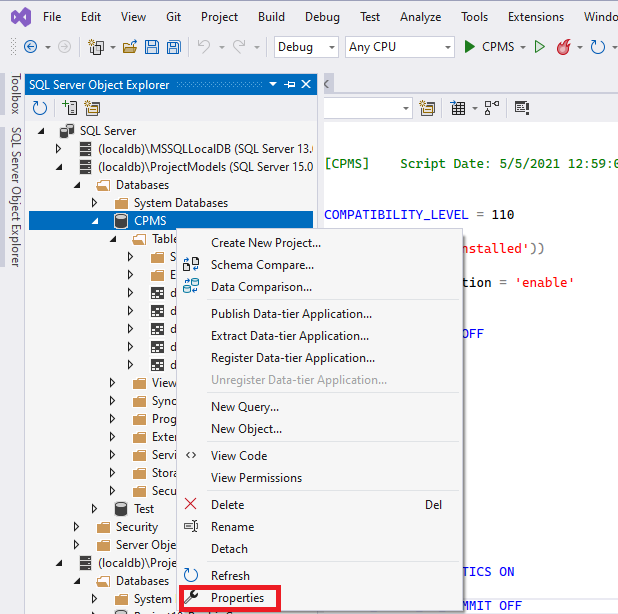 File Edit View Git Project Build Debug Test Analyze Tools Extensions Windo
Debug Any CPU CPMS
Toolbox
SQL Server Object Explorer
SQL Server Object Explorer
SQL Server
(localdb)\MSSQLLocalDB (SQL Server 13.
(localdb)\ProjectModels (SQL Server 15.0
Databases
System Databases
CPMS
Table
S
E
d
d
d
d
d
View
Sync
Prog
Exter
Servi
Stora
Secu
Test
Security
Server Obje
(localdb)\Proje
Databases
System
Create New Project...
Schema Compare...
Data Comparison...
Publish Data-tier Application...
Extract Data-tier Application...
Register Data-tier Application...
Unregister Data-tier Application...
New Query...
New Object...
View Code
View Permissions
Delete Del
Rename
Detach
Refresh
Properties
[CPMS] Script Date: 5/5/2021 12:59:0
COMPATIBILITY_LEVEL = 110
nstalled'))
tion = 'enable'
OFF
TICS ON
MMIT OFF